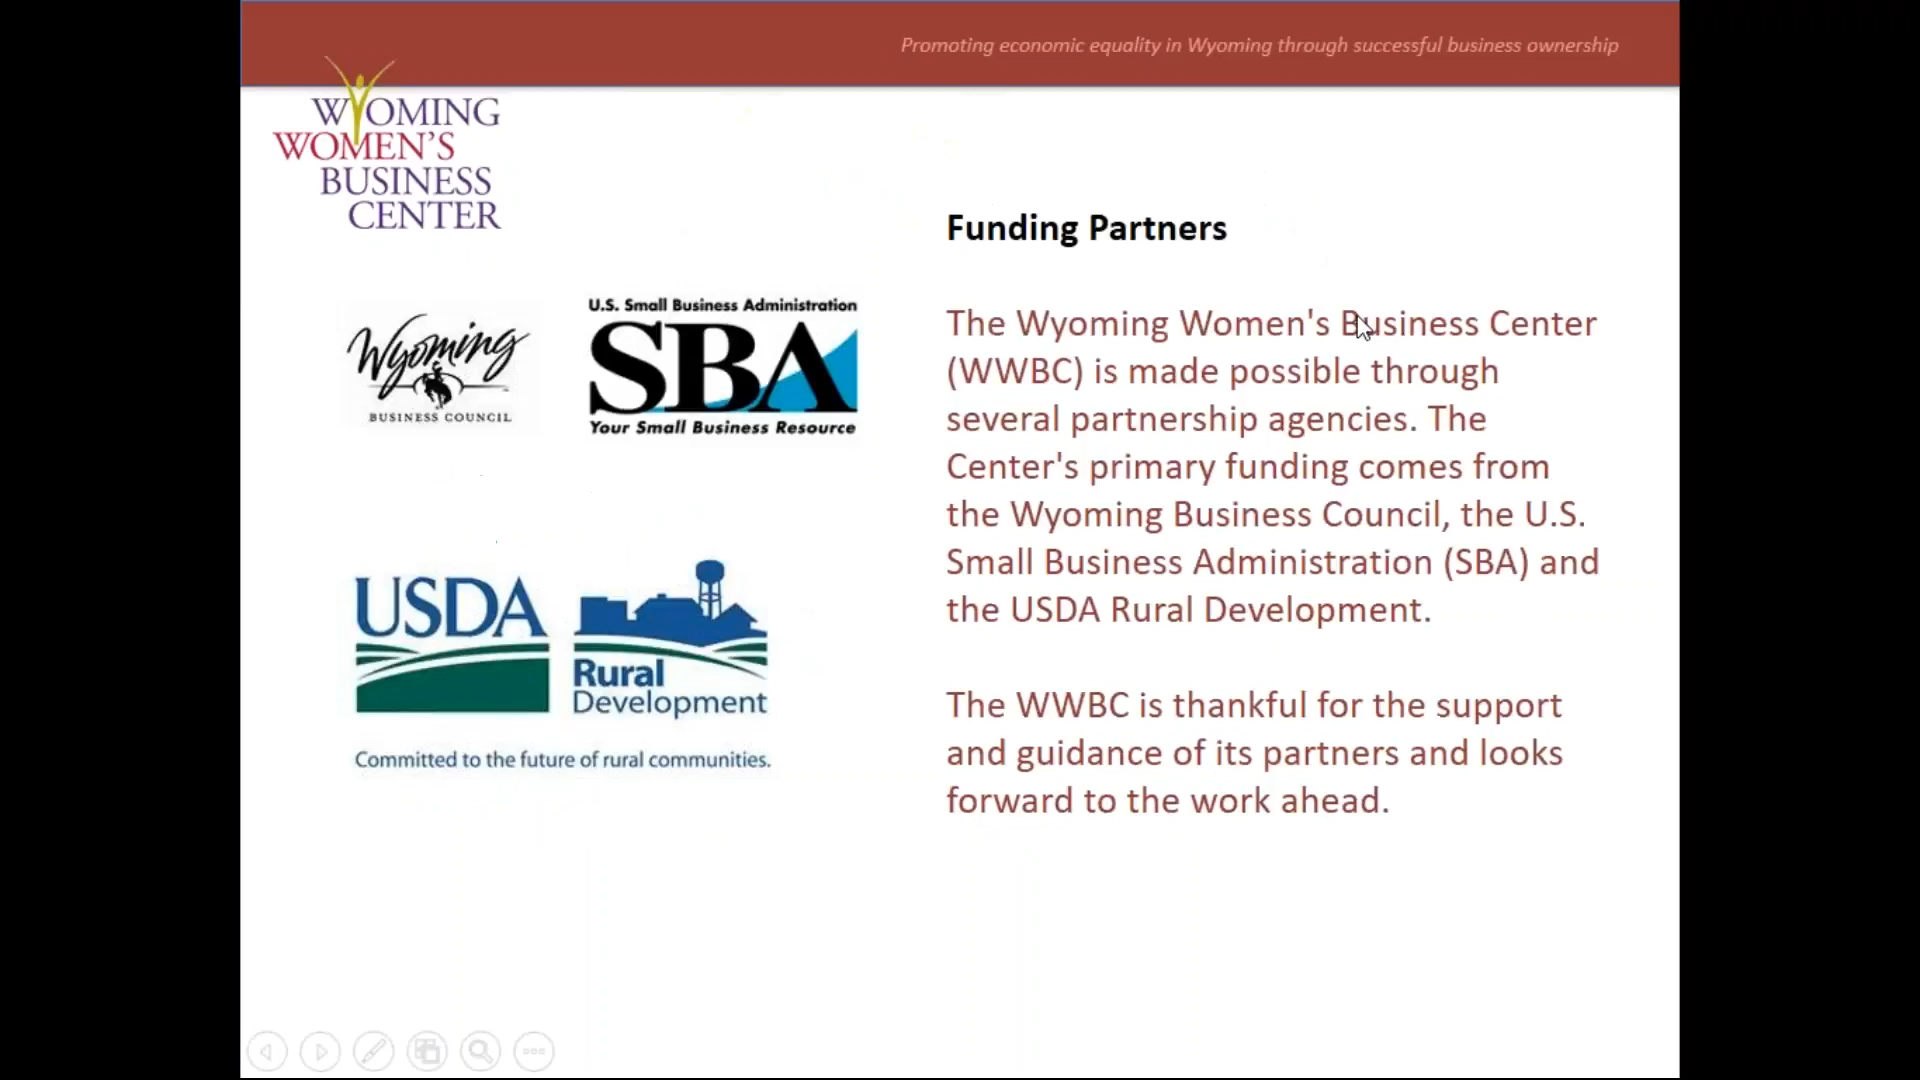 Promoting economic equality in Wyoming through successful business ownership
WYOMING
WOMEN'S
BUSINESS
CENTER
Funding Partners
Wyoming
BUSINESS COUNCIL
U.S. Small Business Administration
SBA
Your Small Business Resource
The Wyoming Women's Business Center
(WWBC) is made possible through
several partnership agencies. The
Center's primary funding comes from
the Wyoming Business Council, the U.S.
Small Business Administration (SBA) and
the USDA Rural Development.
USDA
Rural
Development
Committed to the future of rural communities.
The WWBC is thankful for the support
and guidance of its partners and looks
forward to the work ahead.